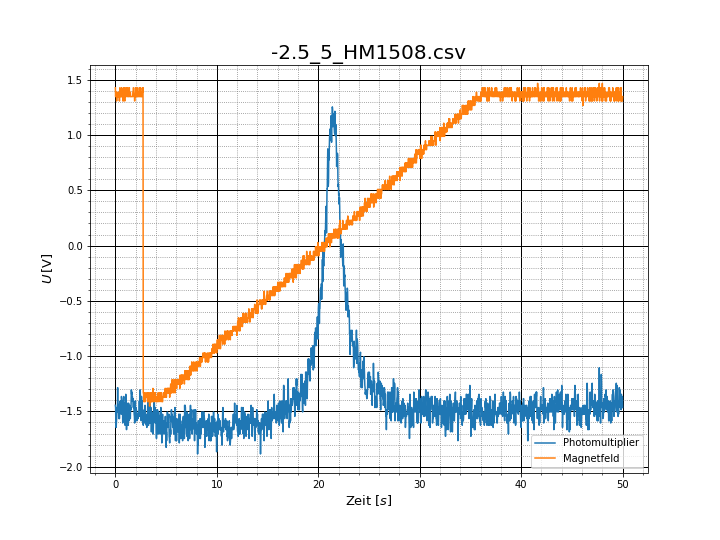 -2.5_5_HM1508.csv
1.5
1.0
0.5
0.0
−0.5
−1.0
−1.5
−2.0
U [V]
0 10 20 30 40 50
Zeit [s]
Photomultiplier
Magnetfeld